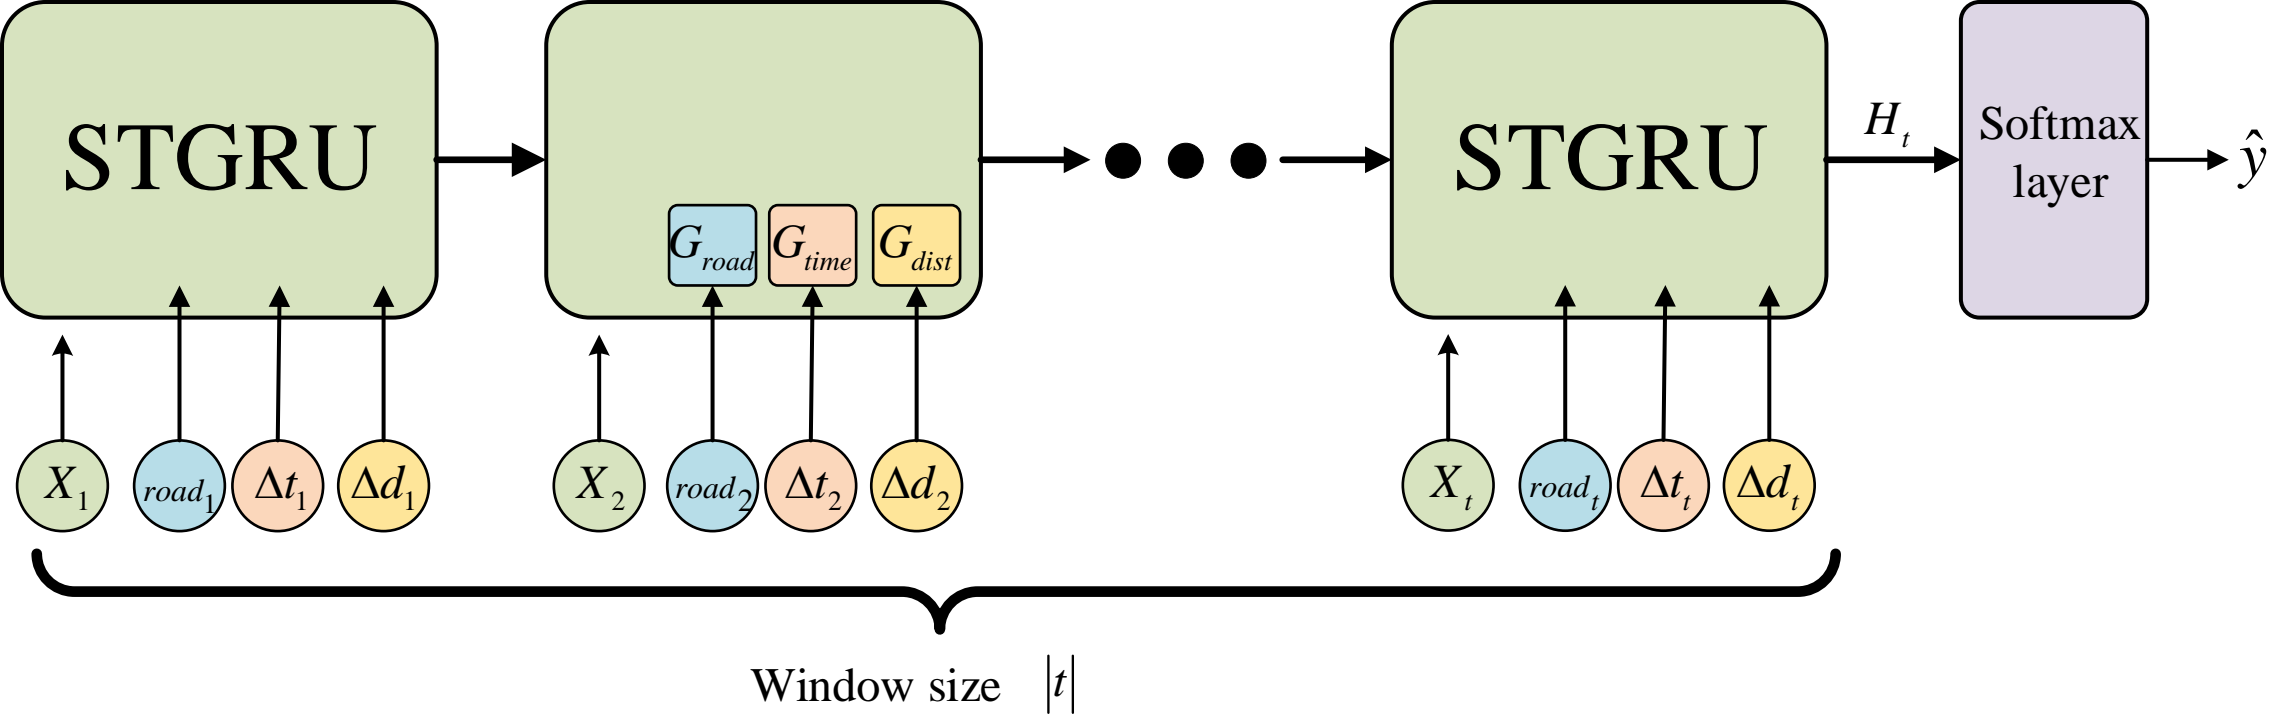 STGRU STGRU
H_t
Softmax
layer
ŷ
G_road G_time G_dist
X_1 road_1 Δt_1 Δd_1 X_2 road_2 Δt_2 Δd_2 X_t road_t Δt_t Δd_t
Window size |t|